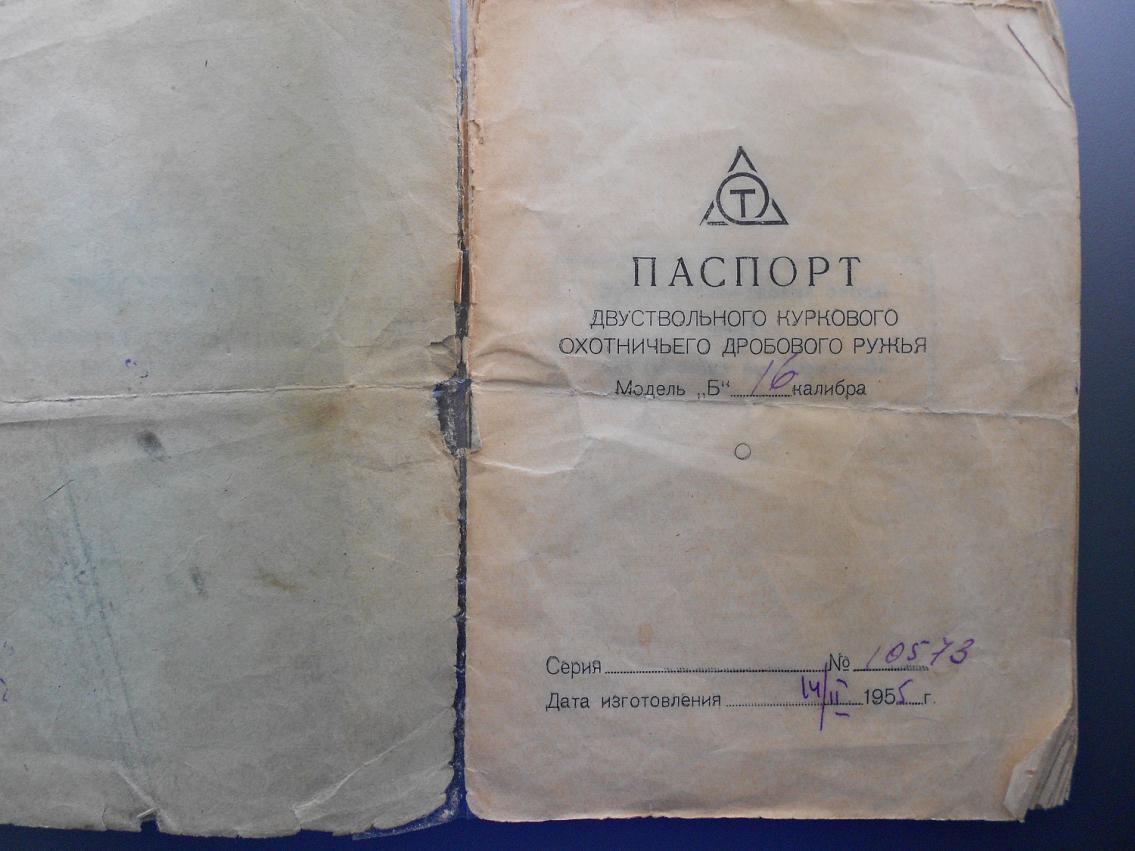 Т
ПАСПОРТ
ДВУСТВОЛЬНОГО КУРКОВОГО
ОХОТНИЧЬЕГО ДРОБОВОГО РУЖЬЯ
Модель „Б“ 16 калибра
Серия № 10573
Дата изготовления 14/II 1955 г.